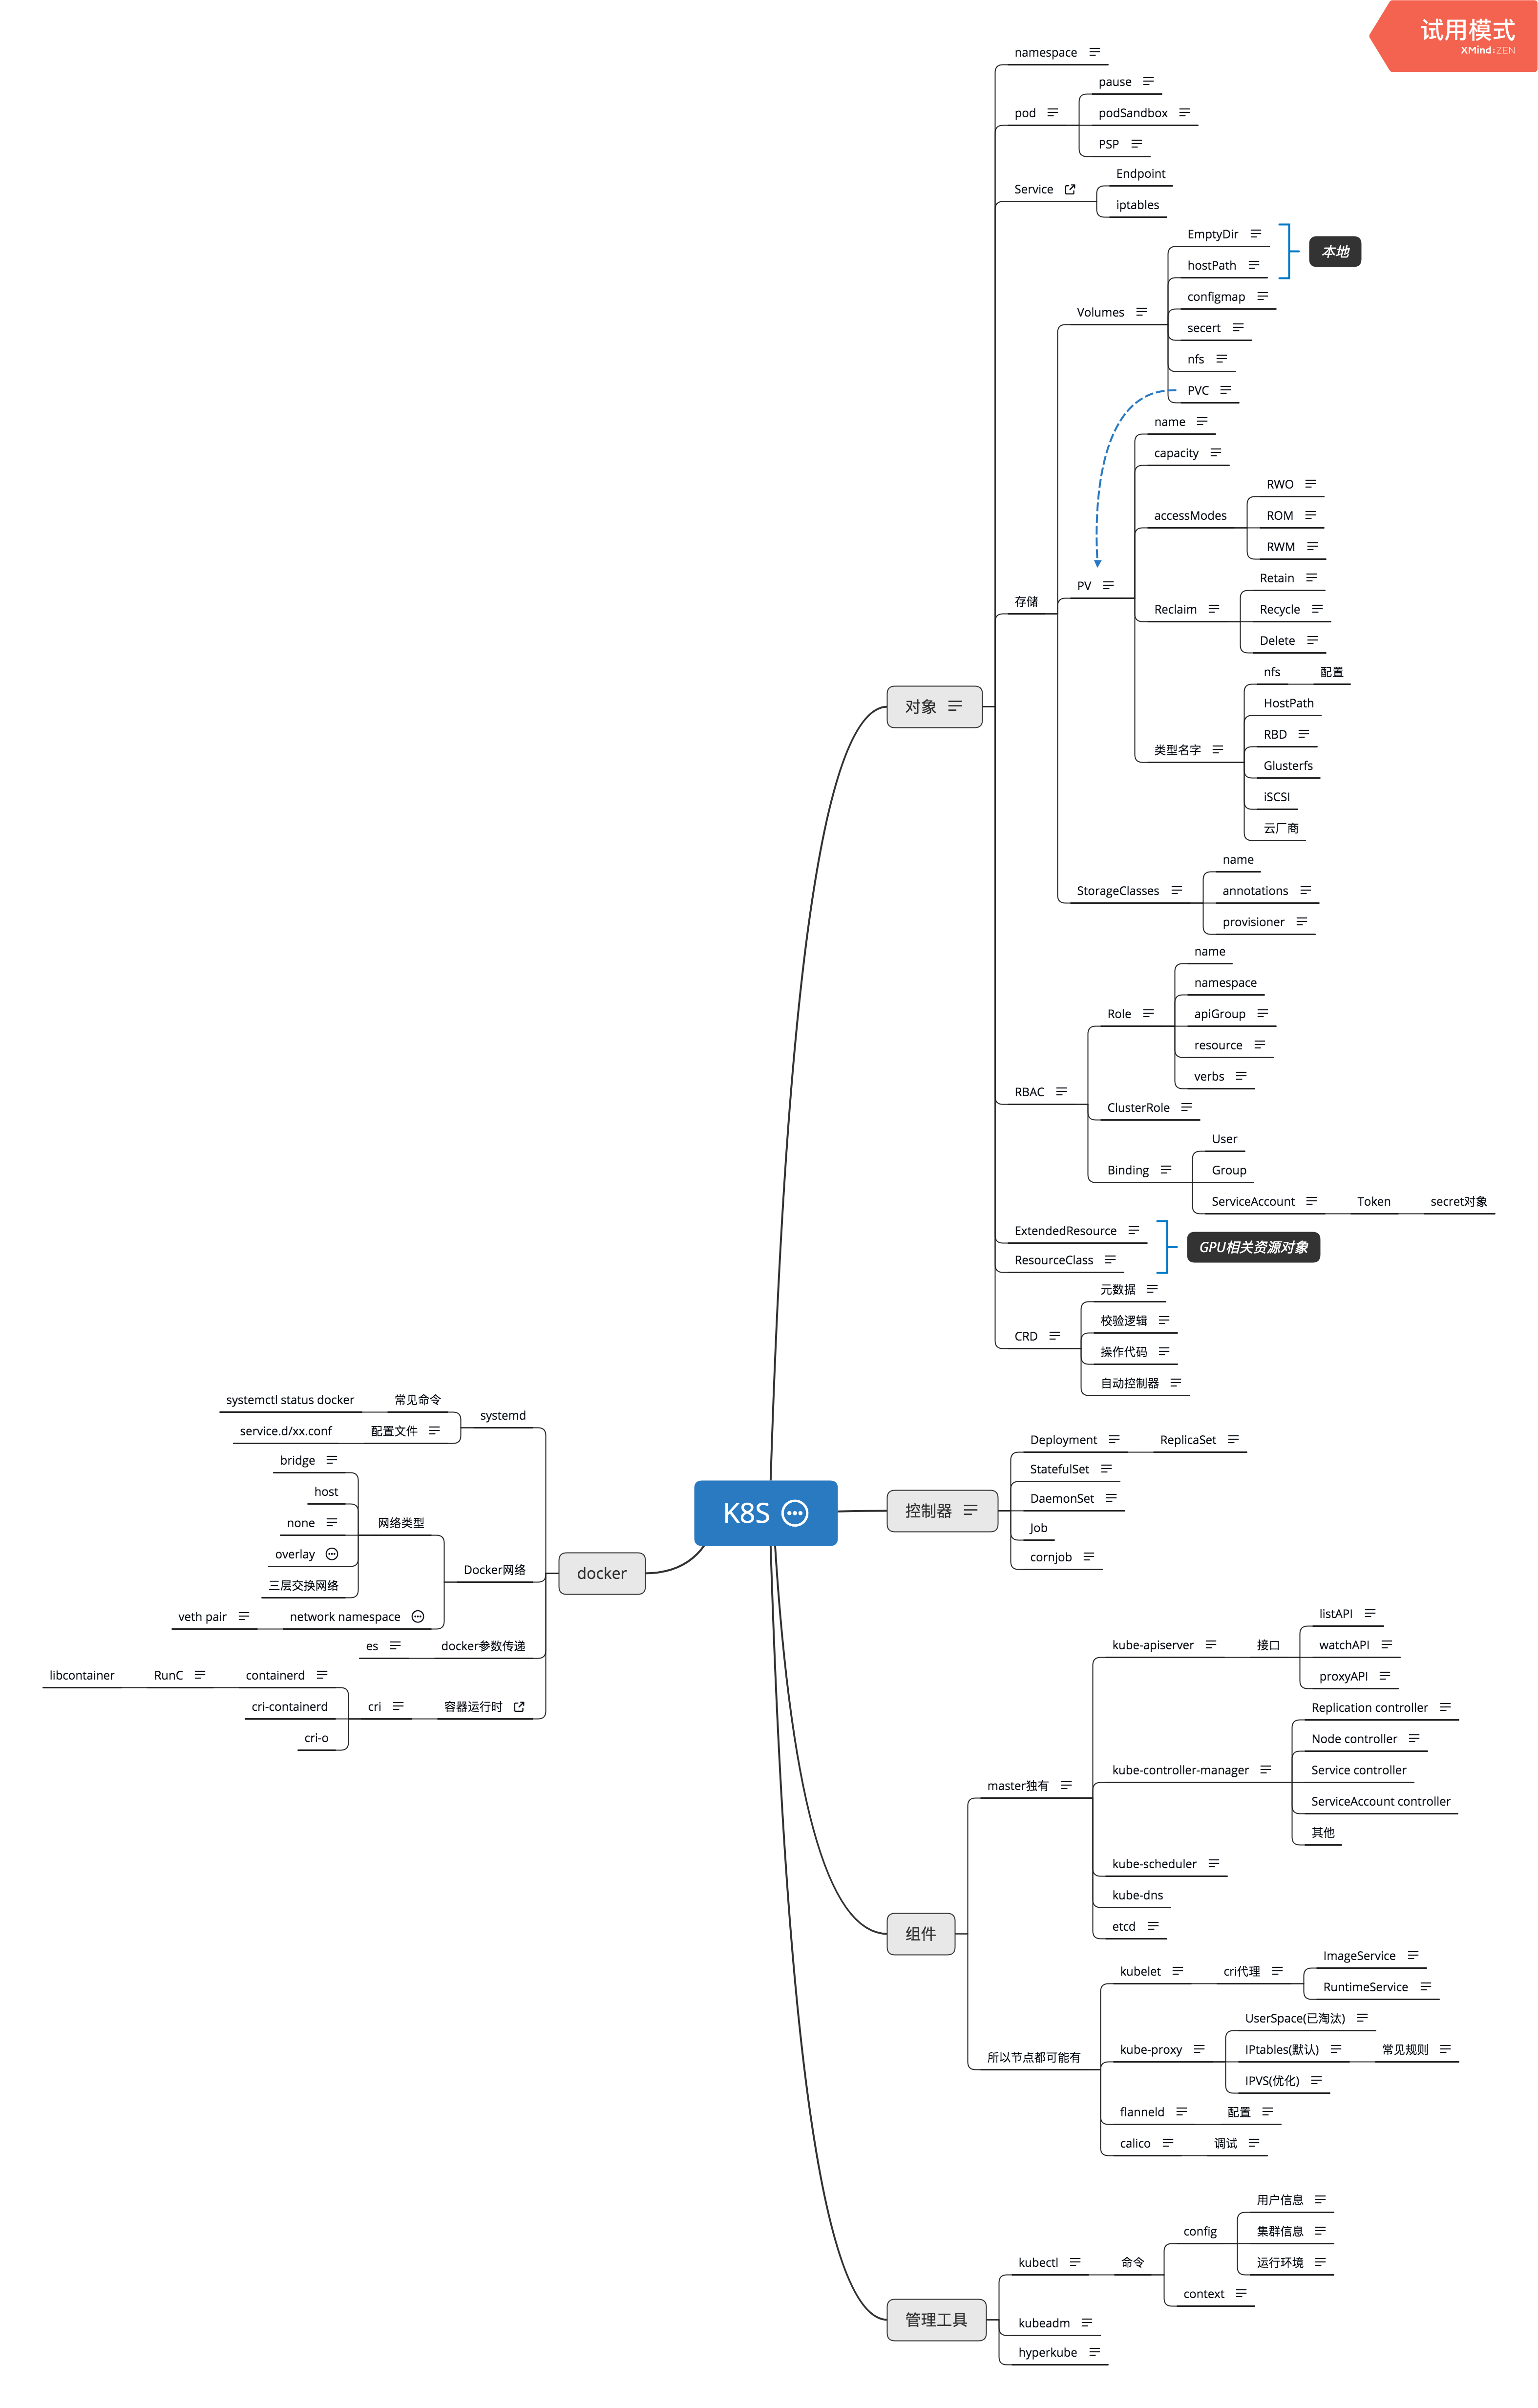 试用模式
XMind:ZEN
K8S
对象
namespace
pod
pause
podSandbox
PSP
Service
Endpoint
iptables
存储
Volumes
EmptyDir
hostPath
本地
configmap
secert
nfs
PVC
PV
name
capacity
accessModes
RWO
ROM
RWM
Reclaim
Retain
Recycle
Delete
类型名字
nfs
配置
HostPath
RBD
Glusterfs
iSCSI
云厂商
StorageClasses
name
annotations
provisioner
RBAC
Role
name
namespace
apiGroup
resource
verbs
ClusterRole
Binding
User
Group
ServiceAccount
Token
secret对象
ExtendedResource
ResourceClass
GPU相关资源对象
CRD
元数据
校验逻辑
操作代码
自动控制器
控制器
Deployment
ReplicaSet
StatefulSet
DaemonSet
Job
cornjob
组件
master独有
kube-apiserver
接口
listAPI
watchAPI
proxyAPI
kube-controller-manager
Replication controller
Node controller
Service controller
ServiceAccount controller
其他
kube-scheduler
kube-dns
etcd
所以节点都可能有
kubelet
cri代理
ImageService
RuntimeService
kube-proxy
UserSpace(已淘汰)
IPtables(默认)
常见规则
IPVS(优化)
flanneld
配置
calico
调试
管理工具
kubectl
命令
config
用户信息
集群信息
运行环境
context
kubeadm
hyperkube
docker
systemd
常见命令
systemctl status docker
配置文件
service.d/xx.conf
Docker网络
网络类型
bridge
host
none
overlay
三层交换网络
network namespace
veth pair
docker参数传递
es
容器运行时
cri
containerd
RunC
libcontainer
cri-containerd
cri-o